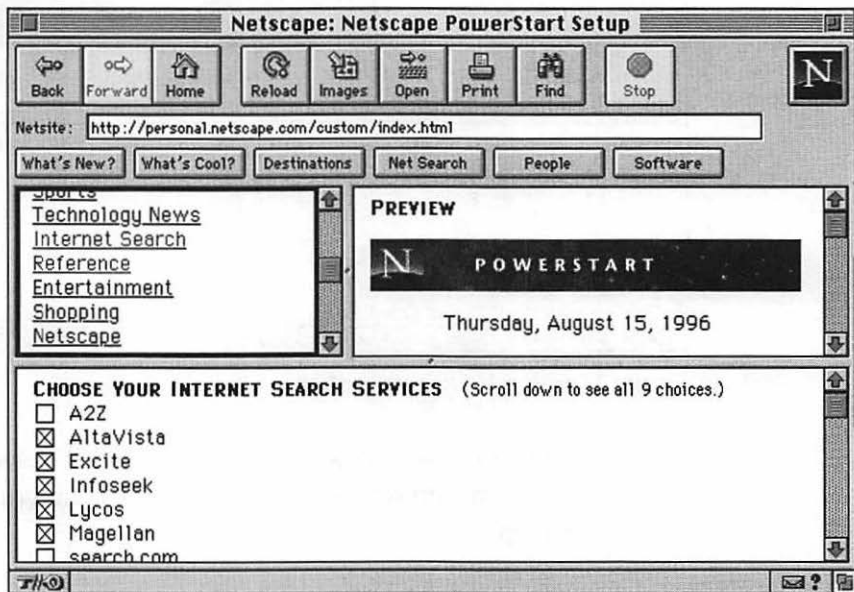 Netscape: Netscape PowerStart Setup
Back Forward Home Reload Images Open Print Find Stop
N
Netsite: http://personal.netscape.com/custom/index.html
What's New? What's Cool? Destinations Net Search People Software
Sports
Technology News
Internet Search
Reference
Entertainment
Shopping
Netscape
PREVIEW
N POWERSTART
Thursday, August 15, 1996
CHOOSE YOUR INTERNET SEARCH SERVICES (Scroll down to see all 9 choices.)
A2Z
AltaVista
Excite
Infoseek
Lycos
Magellan
search.com
?